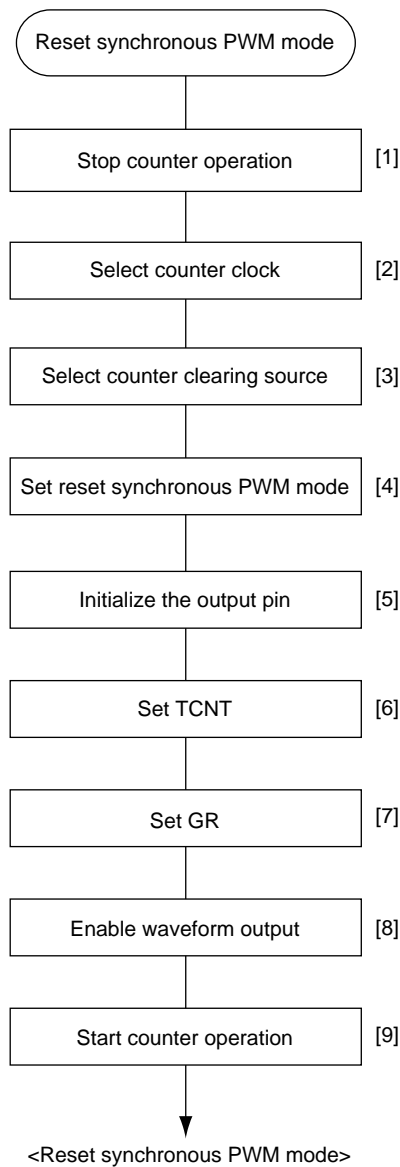 Reset synchronous PWM mode
Stop counter operation [1]
Select counter clock [2]
Select counter clearing source [3]
Set reset synchronous PWM mode [4]
Initialize the output pin [5]
Set TCNT [6]
Set GR [7]
Enable waveform output [8]
Start counter operation [9]
<Reset synchronous PWM mode>